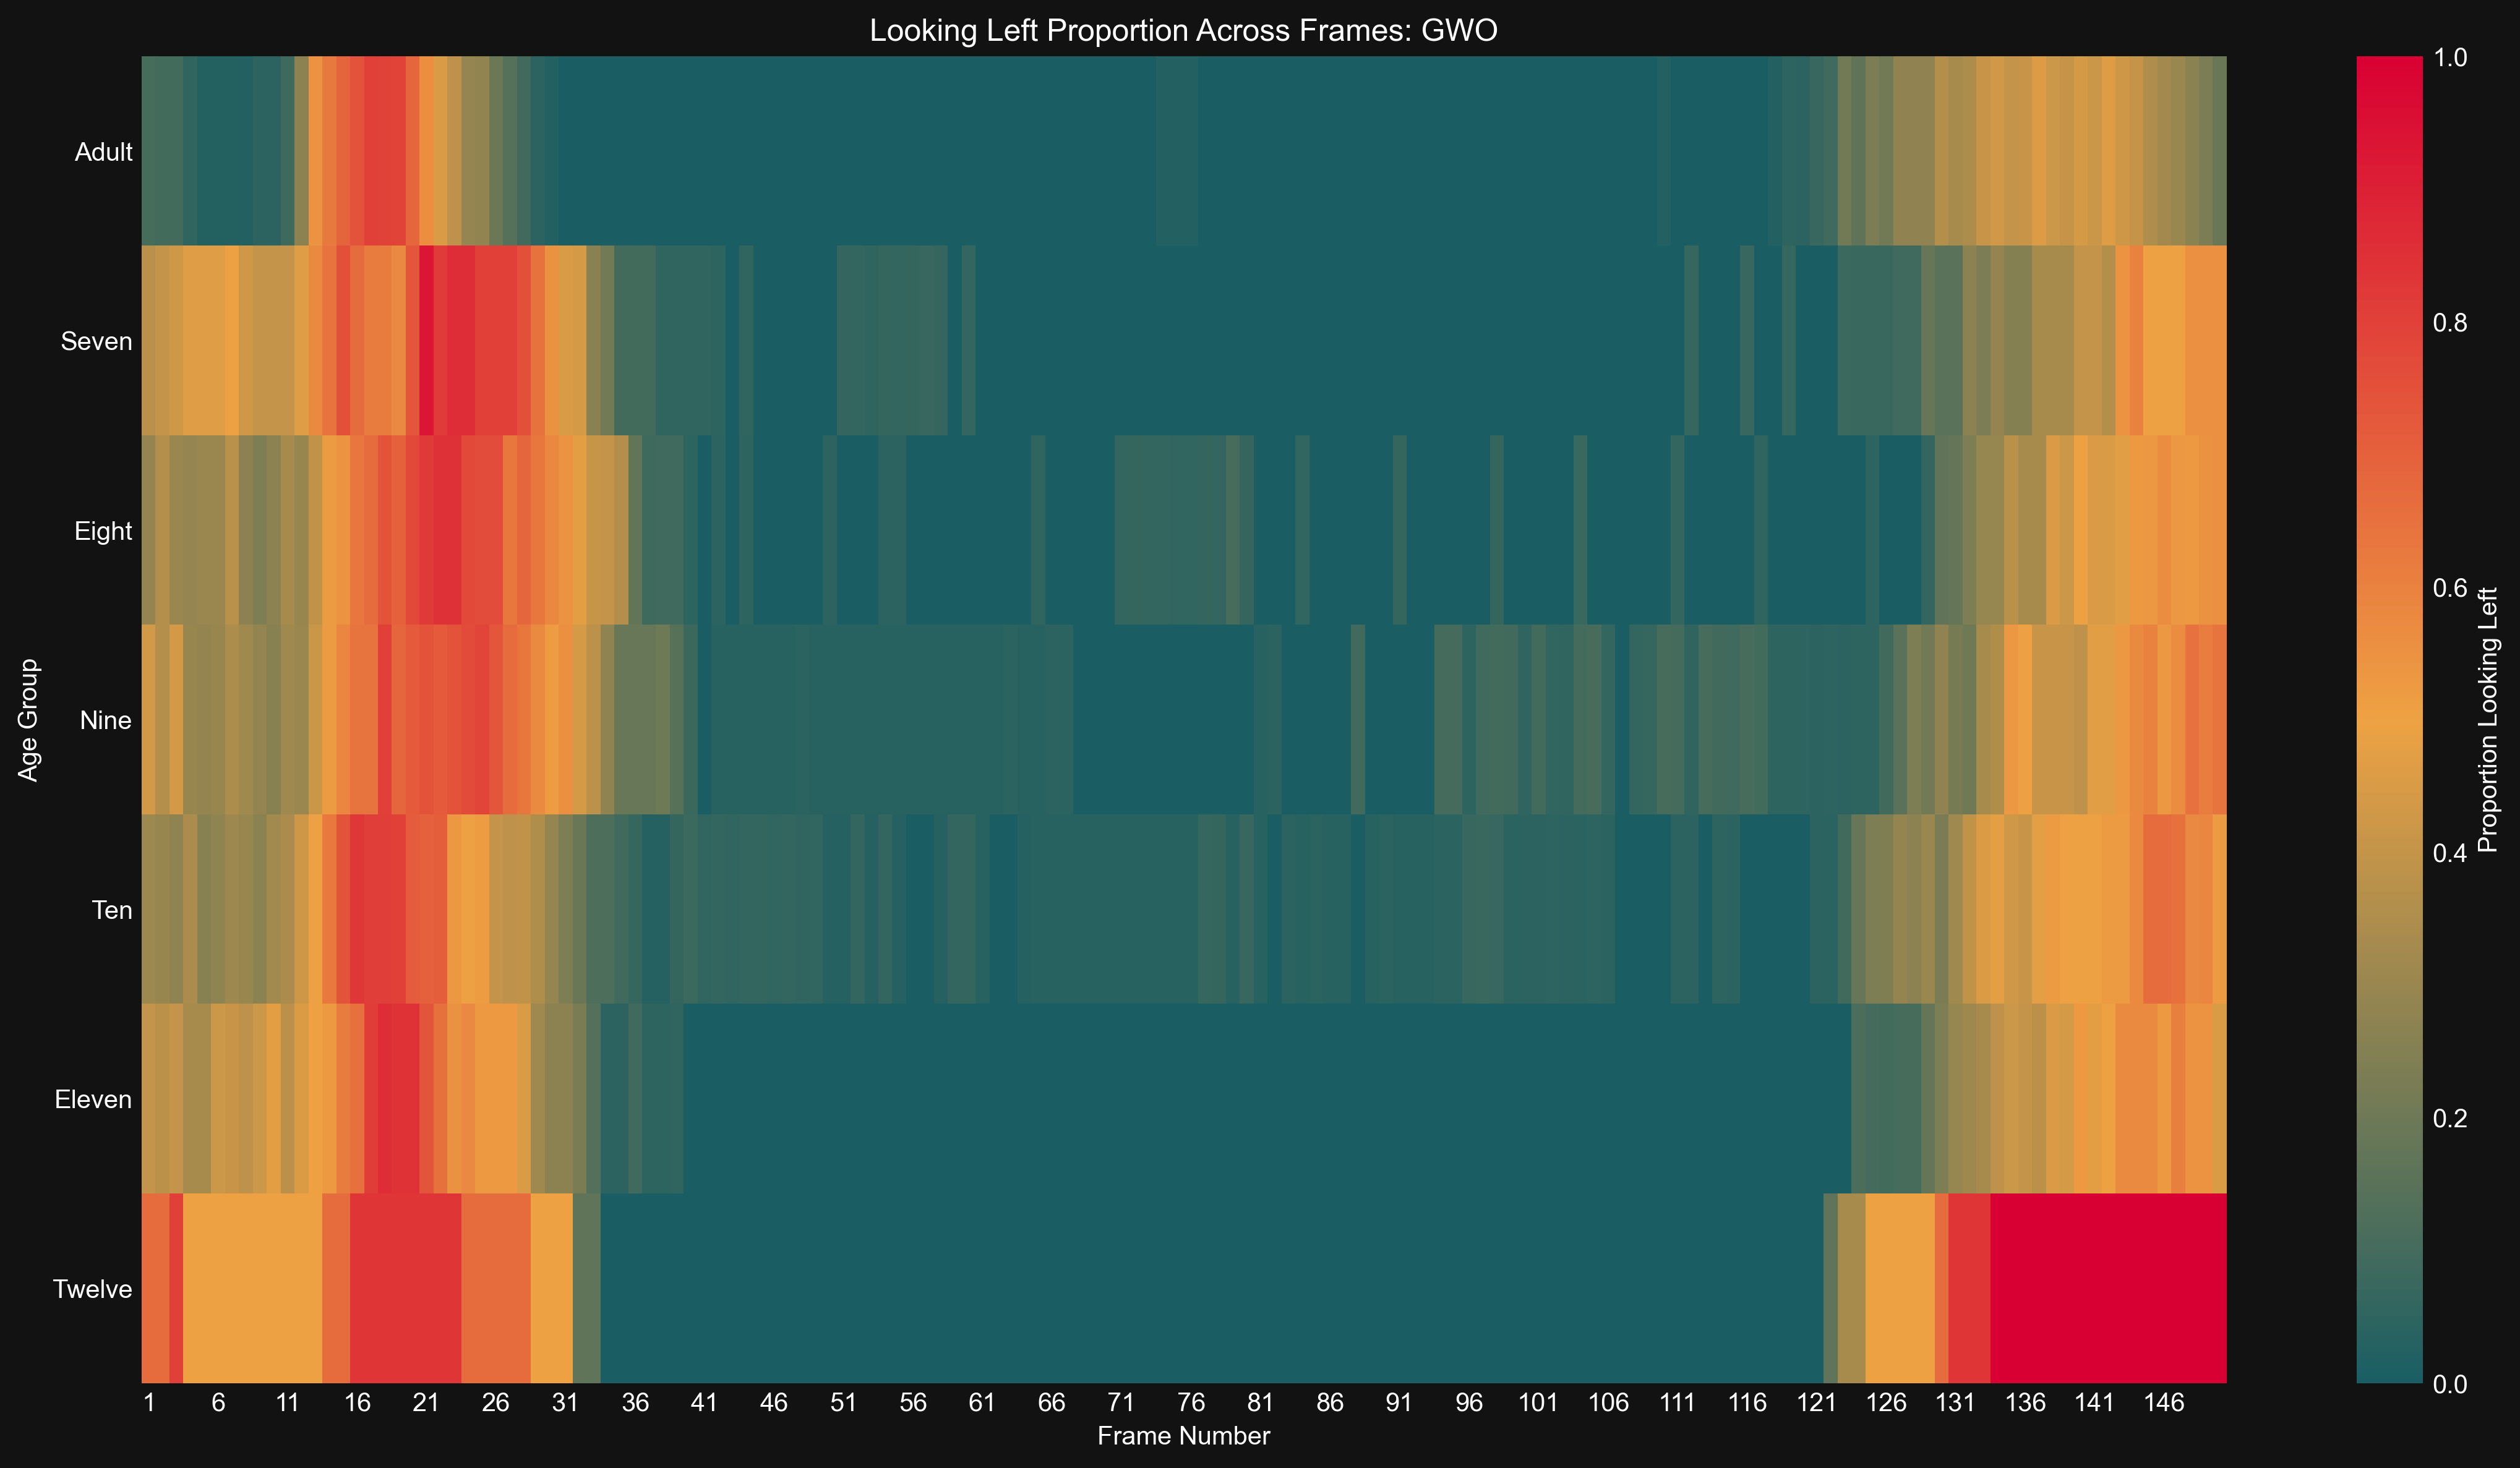 Looking Left Proportion Across Frames: GWO
Age Group
Adult
Seven
Eight
Nine
Ten
Eleven
Twelve
1 6 11 16 21 26 31 36 41 46 51 56 61 66 71 76 81 86 91 96 101 106 111 116 121 126 131 136 141 146
Frame Number
1.0
0.8
0.6
0.4
0.2
0.0
Proportion Looking Left